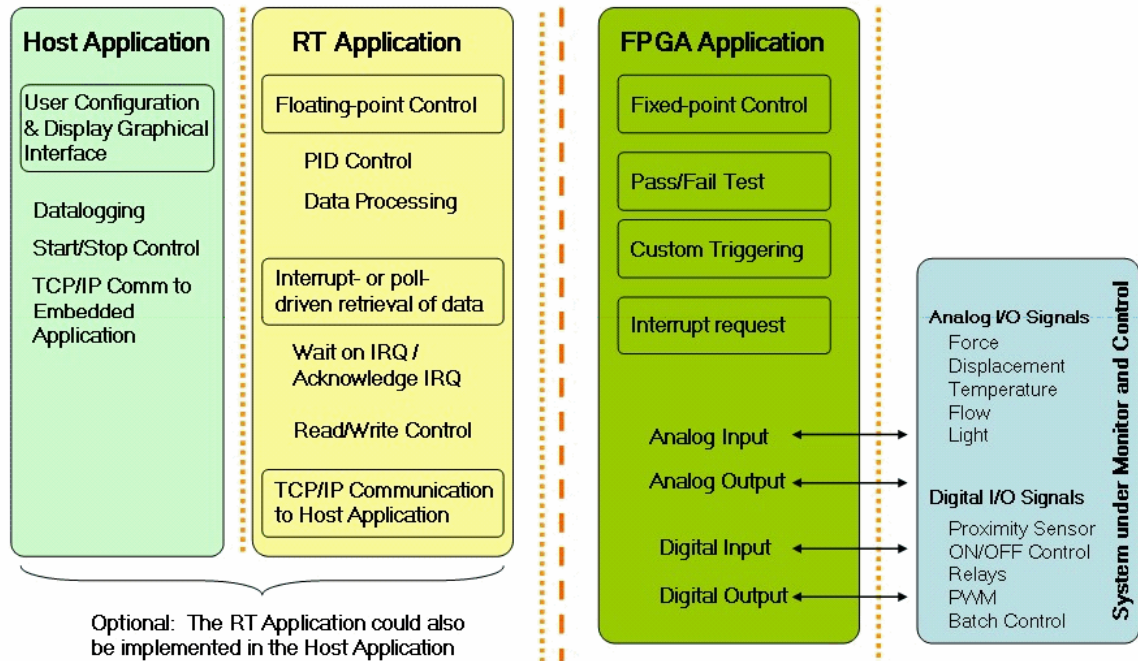 Host Application
User Configuration
& Display Graphical
Interface
Datalogging
Start/Stop Control
TCP/IP Comm to
Embedded
Application
RT Application
Floating-point Control
PID Control
Data Processing
Interrupt- or poll-
driven retrieval of data
Wait on IRQ /
Acknowledge IRQ
Read/Write Control
TCP/IP Communication
to Host Application
Optional: The RT Application could also
be implemented in the Host Application
FPGA Application
Fixed-point Control
Pass/Fail Test
Custom Triggering
Interrupt request
Analog Input
Analog Output
Digital Input
Digital Output
Analog I/O Signals
Force
Displacement
Temperature
Flow
Light
Digital I/O Signals
Proximity Sensor
ON/OFF Control
Relays
PWM
Batch Control
System under Monitor and Control